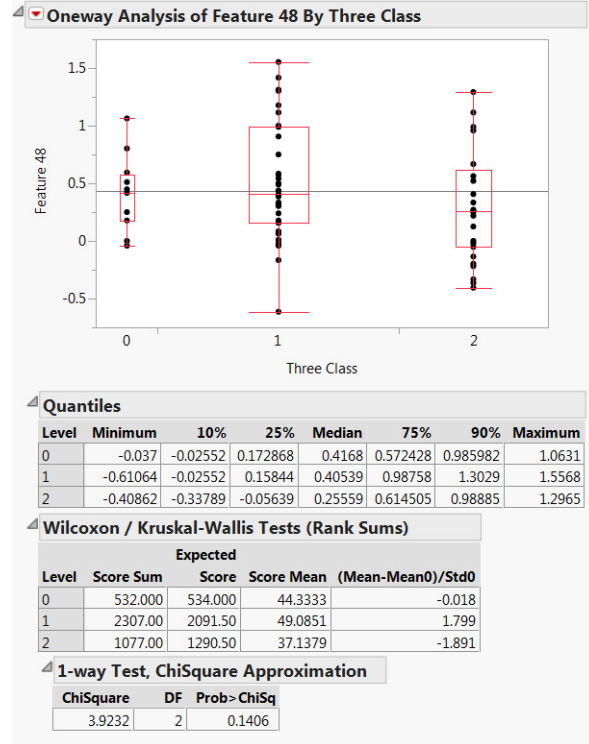 Oneway Analysis of Feature 48 By Three Class
1.5
1
0.5
0
-0.5
Feature 48
0 1 2
Three Class
Quantiles
Level Minimum 10% 25% Median 75% 90% Maximum
0 -0.037 -0.02552 0.172868 0.4168 0.572428 0.985982 1.0631
1 -0.61064 -0.02552 0.15844 0.40539 0.98758 1.3029 1.5568
2 -0.40862 -0.33789 -0.05639 0.25559 0.614505 0.98885 1.2965
Wilcoxon / Kruskal-Wallis Tests (Rank Sums)
Expected
Level Score Sum Score Score Mean (Mean-Mean0)/Std0
0 532.000 534.000 44.3333 -0.018
1 2307.00 2091.50 49.0851 1.799
2 1077.00 1290.50 37.1379 -1.891
1-way Test, ChiSquare Approximation
ChiSquare DF Prob>ChiSq
3.9232 2 0.1406